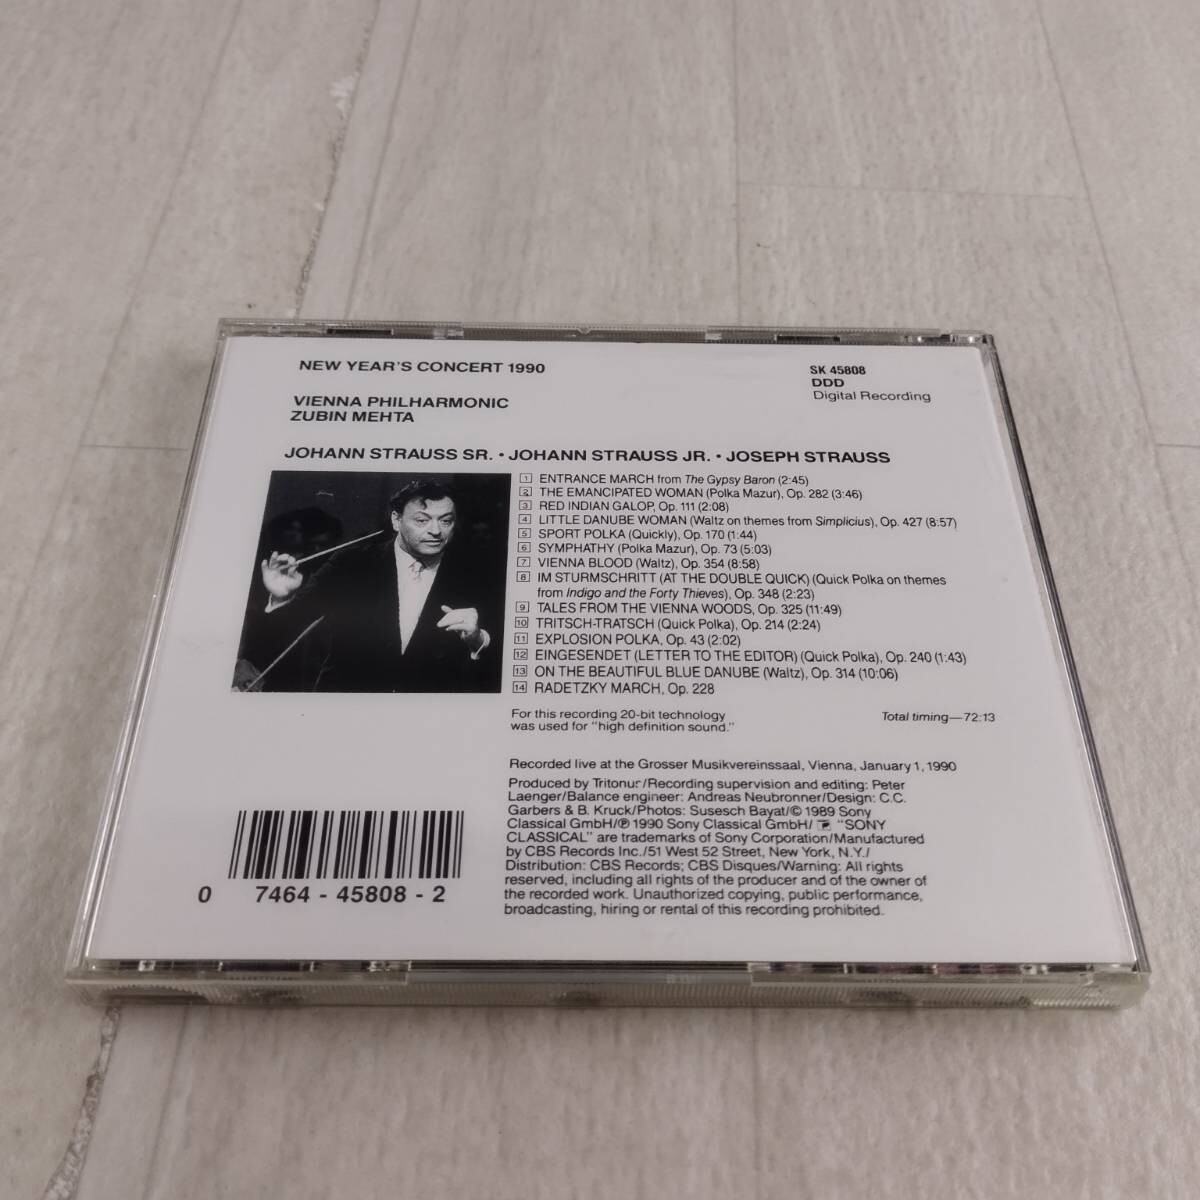 NEW YEAR'S CONCERT 1990
SK 45808
DDD
Digital Recording
VIENNA PHILHARMONIC
ZUBIN MEHTA
JOHANN STRAUSS SR. · JOHANN STRAUSS JR. · JOSEPH STRAUSS
1 ENTRANCE MARCH from The Gypsy Baron (2:45)
2 THE EMANCIPATED WOMAN (Polka Mazur), Op. 282 (3:46)
3 RED INDIAN GALOP, Op. 111 (2:08)
4 LITTLE DANUBE WOMAN (Waltz on themes from Simplicius), Op. 427 (8:57)
5 SPORT POLKA (Quickly), Op. 170 (1:44)
6 SYMPHATHY (Polka Mazur), Op. 73 (5:03)
7 VIENNA BLOOD (Waltz), Op. 354 (8:58)
8 IM STURMSCHRITT (AT THE DOUBLE QUICK) (Quick Polka on themes
from Indigo and the Forty Thieves), Op. 348 (2:23)
9 TALES FROM THE VIENNA WOODS, Op. 325 (11:49)
10 TRITSCH-TRATSCH (Quick Polka), Op. 214 (2:24)
11 EXPLOSION POLKA, Op. 43 (2:02)
12 EINGESENDET (LETTER TO THE EDITOR) (Quick Polka), Op. 240 (1:43)
13 ON THE BEAUTIFUL BLUE DANUBE (Waltz), Op. 314 (10:06)
14 RADETZKY MARCH, Op. 228
For this recording 20-bit technology
was used for "high definition sound."
Total timing—72:13
Recorded live at the Grosser Musikvereinssaal, Vienna, January 1, 1990
Produced by Tritonur/Recording supervision and editing: Peter
Laenger/Balance engineer: Andreas Neubronner/Design: C.C.
Garbers & B. Kruck/Photos: Susesch Bayat/© 1989 Sony
Classical GmbH/℗ 1990 Sony Classical GmbH/ "SONY
CLASSICAL" are trademarks of Sony Corporation/Manufactured
by CBS Records Inc./51 West 52 Street, New York, N.Y./
Distribution: CBS Records; CBS Disques/Warning: All rights
reserved, including all rights of the producer and of the owner of
the recorded work. Unauthorized copying, public performance,
broadcasting, hiring or rental of this recording prohibited.
0 7464 - 45808 - 2